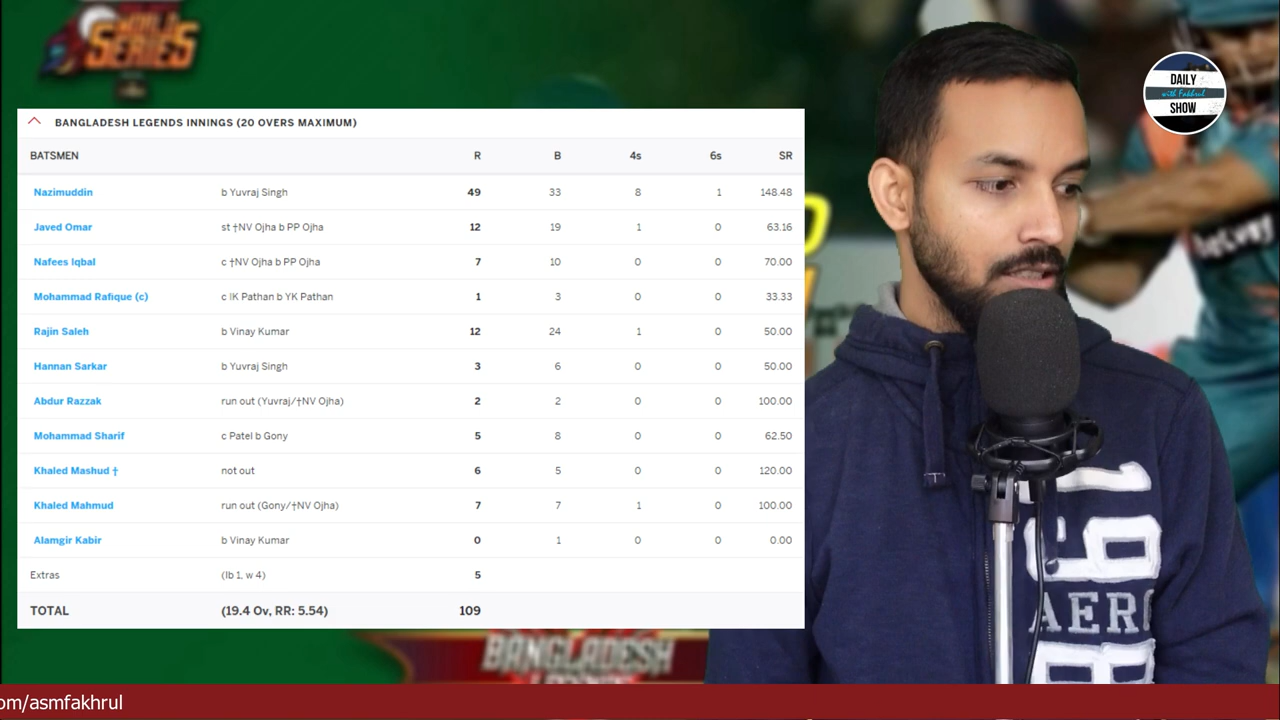 SERIES
DAILY
with Fakhrul
SHOW
BANGLADESH LEGENDS INNINGS (20 OVERS MAXIMUM)
BATSMEN R B 4s 6s SR
Nazimuddin b Yuvraj Singh 49 33 8 1 148.48
Javed Omar st †NV Ojha b PP Ojha 12 19 1 0 63.16
Nafees Iqbal c †NV Ojha b PP Ojha 7 10 0 0 70.00
Mohammad Rafique (c) c IK Pathan b YK Pathan 1 3 0 0 33.33
Rajin Saleh b Vinay Kumar 12 24 1 0 50.00
Hannan Sarkar b Yuvraj Singh 3 6 0 0 50.00
Abdur Razzak run out (Yuvraj/†NV Ojha) 2 2 0 0 100.00
Mohammad Sharif c Patel b Gony 5 8 0 0 62.50
Khaled Mashud † not out 6 5 0 0 120.00
Khaled Mahmud run out (Gony/†NV Ojha) 7 7 1 0 100.00
Alamgir Kabir b Vinay Kumar 0 1 0 0 0.00
Extras (lb 1, w 4) 5
TOTAL (19.4 Ov, RR: 5.54) 109
AERO
BANGLADESH
om/asmfakhrul